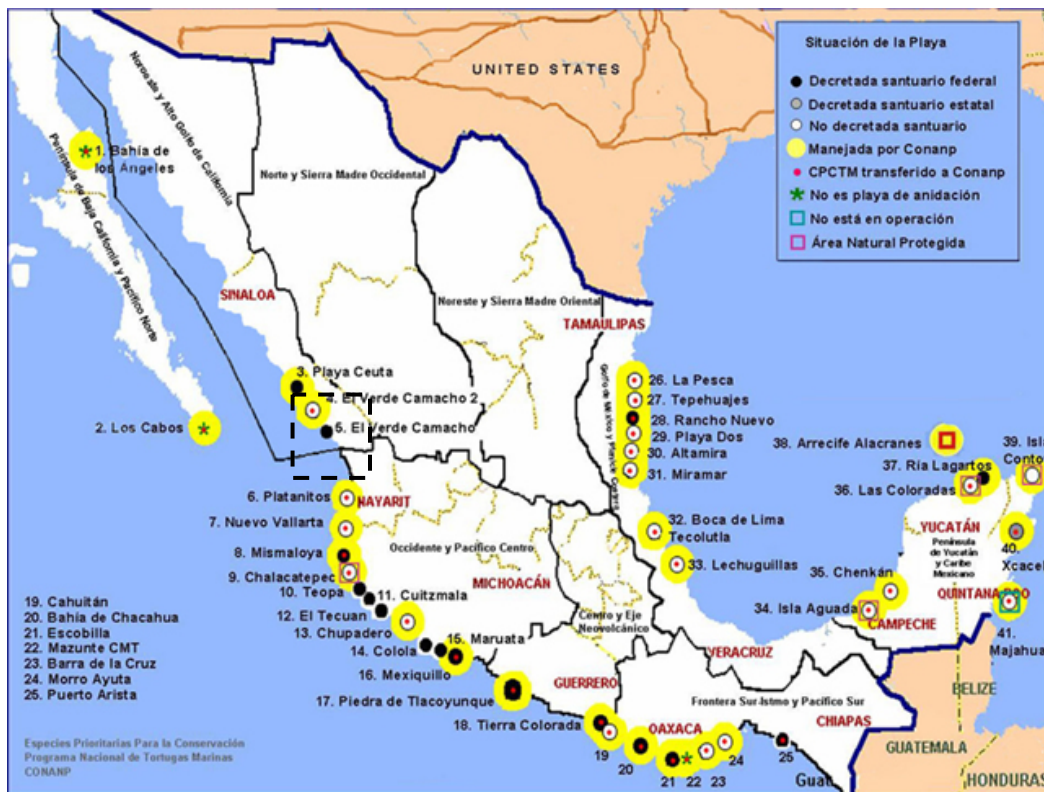 Situación de la Playa
Decretada santuario federal
Decretada santuario estatal
No decretada santuario
Manejada por Conanp
CPCTM transferido a Conanp
No es playa de anidación
No está en operación
Área Natural Protegida
UNITED STATES
Noroeste y Alto Golfo de California
Península de Baja California y Pacífico Norte
1. Bahía de
los Angeles
Norte y Sierra Madre Occidental
SINALOA
Noreste y Sierra Madre Oriental
TAMAULIPAS
3. Playa Ceuta
4. El Verde Camacho 2
5. El Verde Camacho
2. Los Cabos
26. La Pesca
27. Tepehuajes
28. Rancho Nuevo
29. Playa Dos
30. Altamira
31. Miramar
Golfo de México y
38. Arrecife Alacranes
39. Isl
Conto
37. Ría Lagartos
36. Las Coloradas
6. Platanitos
NAYARIT
7. Nuevo Vallarta
8. Mismaloya
9. Chalacatepec
10. Teopa
11. Cuitzmala
12. El Tecuan
13. Chupadero
14. Colola
15. Maruata
16. Mexiquillo
17. Piedra de Tlacoyunque
18. Tierra Colorada
Occidente y Pacífico Centro
MICHOACÁN
Centro y Eje
Neovolcánico
32. Boca de Lima
Tecolutla
33. Lechuguillas
YUCATÁN
Península
de Yucatán
y Caribe
Mexicano
40.
Xcacel
35. Chenkán
34. Isla Aguada
QUINTANA ROO
CAMPECHE
41.
Majahua
VERACRUZ
GUERRERO
Frontera Sur-Istmo y Pacífico Sur
OAXACA
CHIAPAS
BELIZE
GUATEMALA
HONDURAS
Guat
19
20
21
22
23
24
25
19. Cahuitán
20. Bahía de Chacahua
21. Escobilla
22. Mazunte CMT
23. Barra de la Cruz
24. Morro Ayuta
25. Puerto Arista
Especies Prioritarias Para la Conservación
Programa Nacional de Tortugas Marinas
CONANP